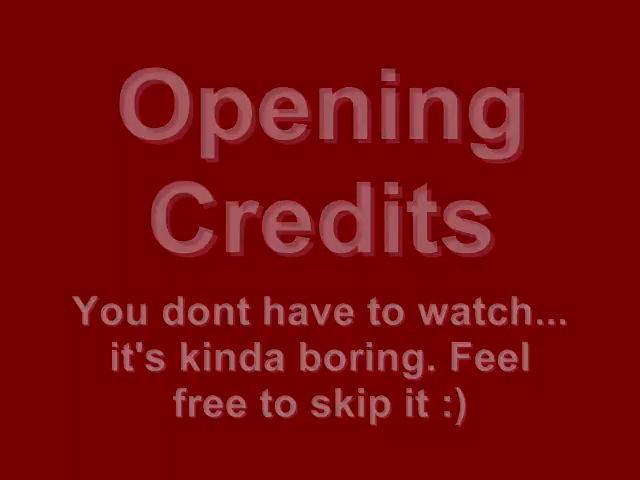 Opening
Credits
You dont have to watch...
it's kinda boring. Feel
free to skip it :)